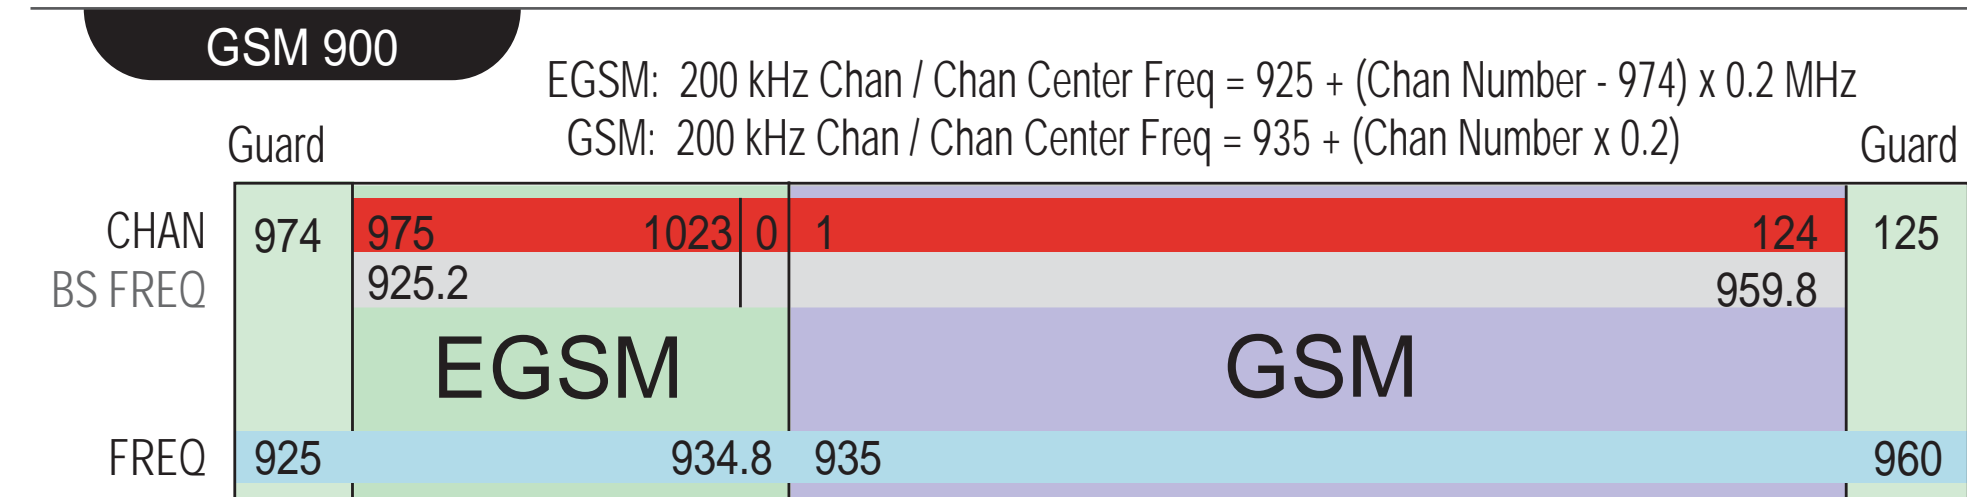 GSM 900
EGSM: 200 kHz Chan / Chan Center Freq = 925 + (Chan Number - 974) x 0.2 MHz
GSM: 200 kHz Chan / Chan Center Freq = 935 + (Chan Number x 0.2)
Guard Guard
CHAN 974 975 1023 0 1 124 125
BS FREQ 925.2 959.8
EGSM GSM
FREQ 925 934.8 935 960